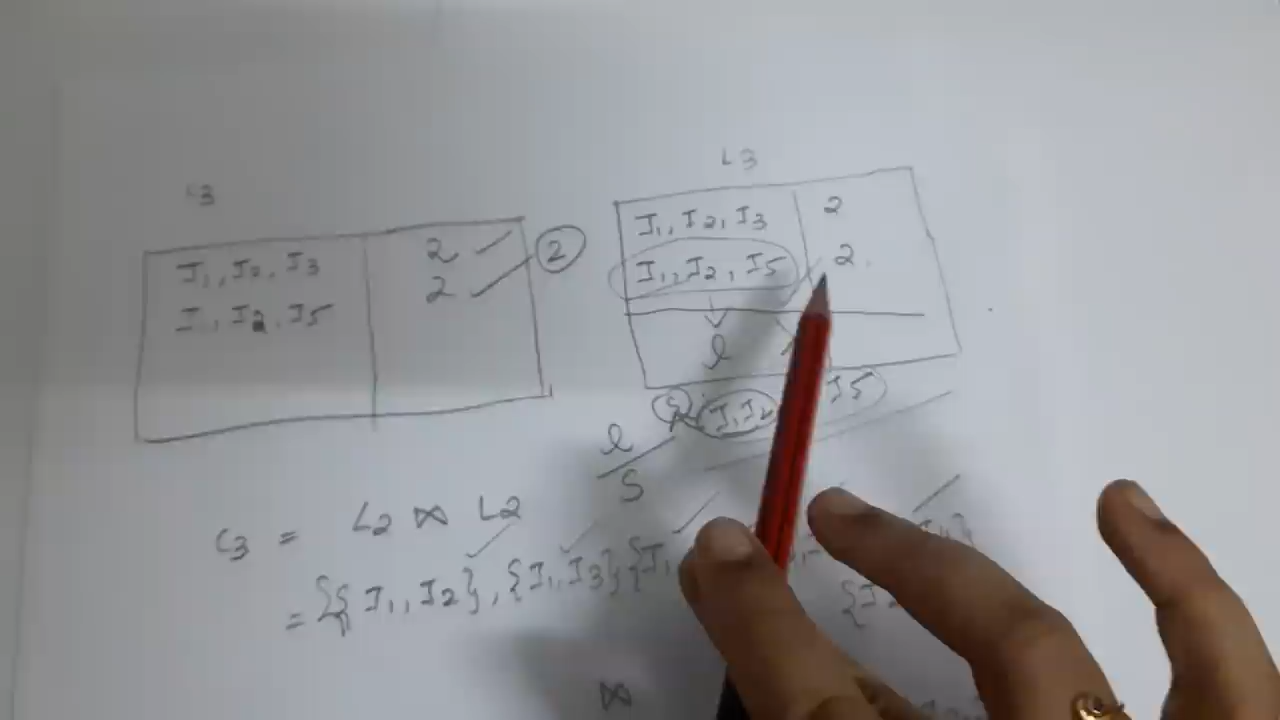 C3
I1, I2, I3 2
I1, I2, I5 2 2
L3
I1, I2, I3 2
I1, I2, I5 2
l
S I1 I2 I5
l
S
C3 = L2 ⋈ L2
= {{I1, I2}, {I1, I3} {I1
⋈